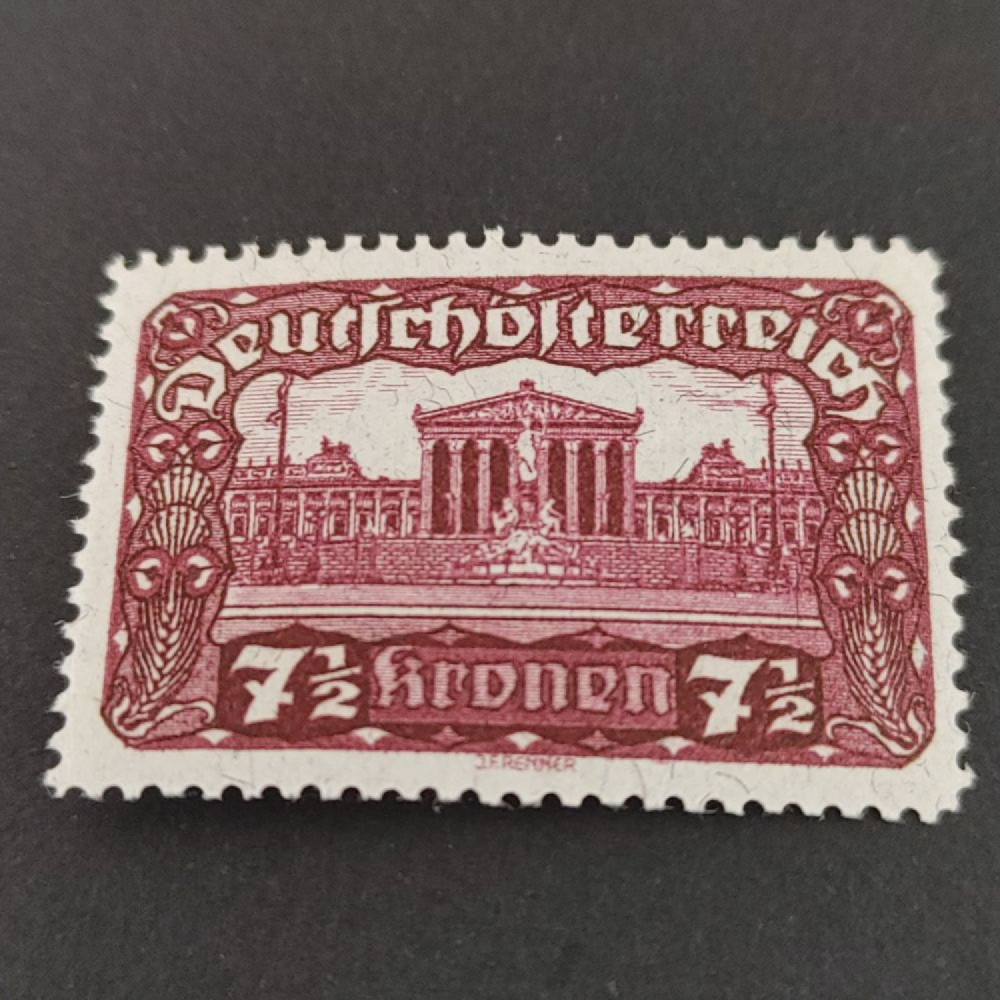 Deutschösterreich
7½ Kronen 7½
J.F.RENNER